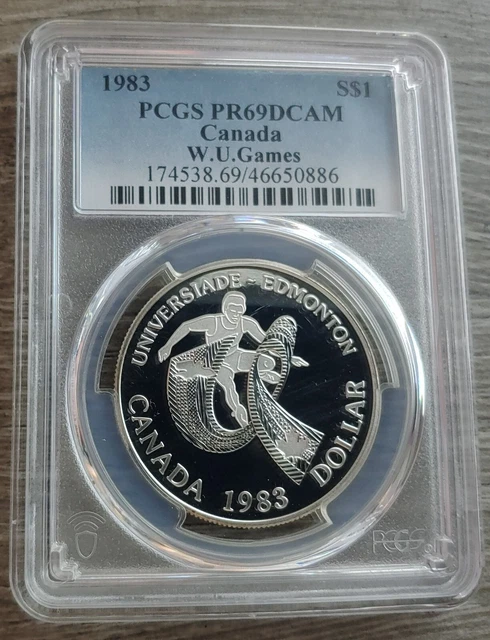 1983 S$1
PCGS PR69DCAM
Canada
W.U.Games
174538.69/46650886
UNIVERSIADE - EDMONTON
CANADA 1983 DOLLAR
PCGS